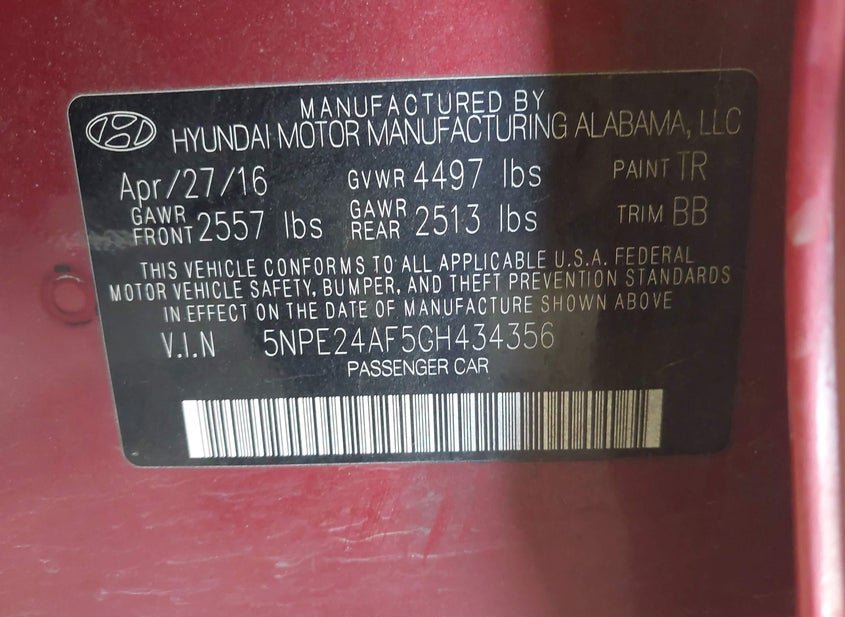 MANUFACTURED BY
HYUNDAI MOTOR MANUFACTURING ALABAMA, LLC
Apr/27/16 GVWR 4497 lbs PAINT TR
GAWR FRONT 2557 lbs GAWR REAR 2513 lbs TRIM BB
THIS VEHICLE CONFORMS TO ALL APPLICABLE U.S.A. FEDERAL
MOTOR VEHICLE SAFETY, BUMPER, AND THEFT PREVENTION STANDARDS
IN EFFECT ON THE DATE OF MANUFACTURE SHOWN ABOVE
V.I.N 5NPE24AF5GH434356
PASSENGER CAR